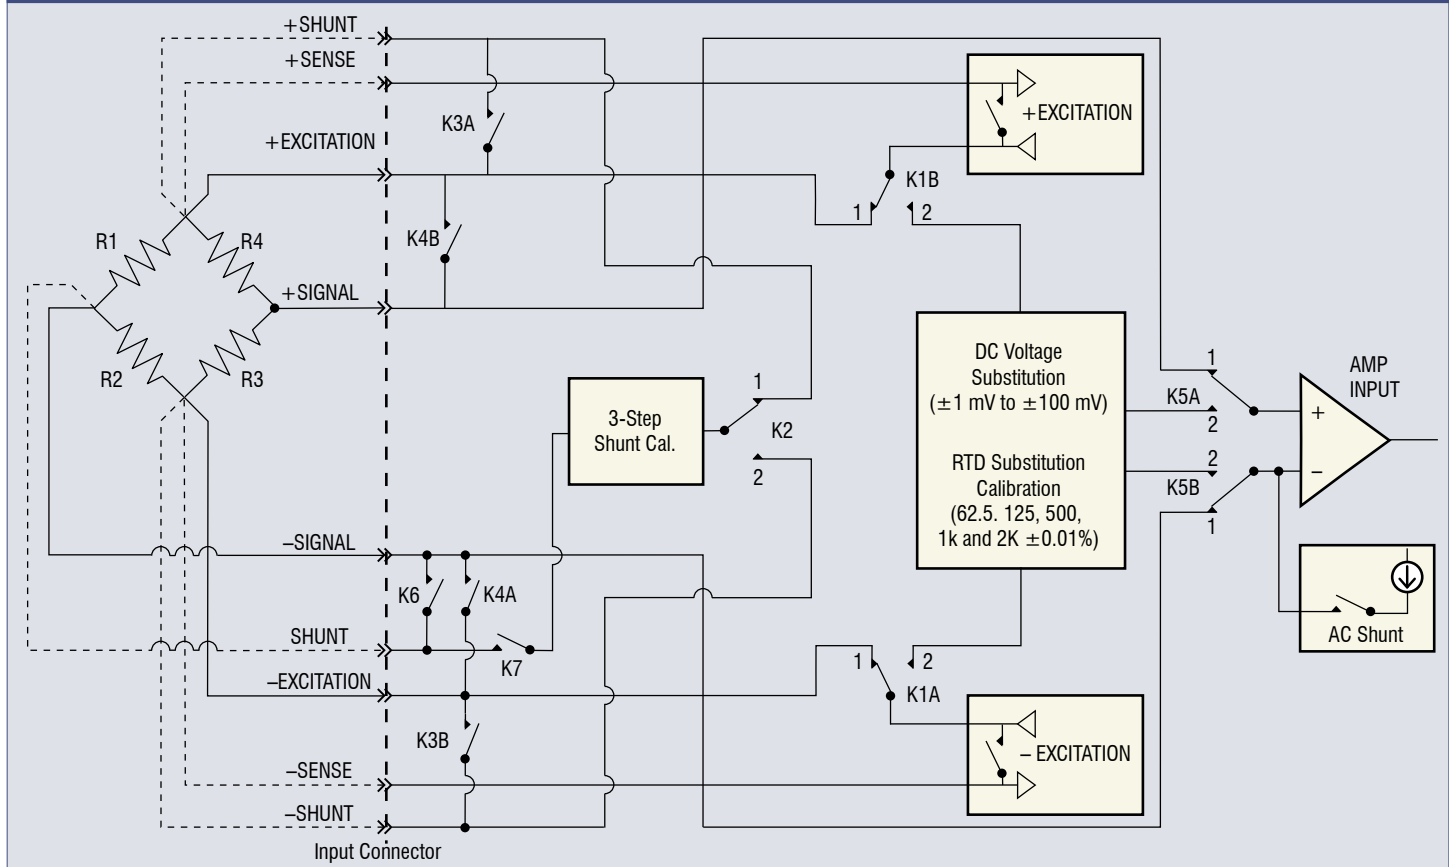 +SHUNT
+SENSE
+EXCITATION
K3A
+EXCITATION
K1B
1
2
R1
R4
K4B
+SIGNAL
R2
R3
DC Voltage
Substitution
(±1 mV to ±100 mV)
RTD Substitution
Calibration
(62.5. 125, 500,
1k and 2K ±0.01%)
1
K5A
2
2
K5B
1
AMP
INPUT
+
–
3-Step
Shunt Cal.
1
K2
2
–SIGNAL
K6
K4A
SHUNT
K7
–EXCITATION
1
2
K1A
AC Shunt
K3B
– EXCITATION
–SENSE
–SHUNT
Input Connector